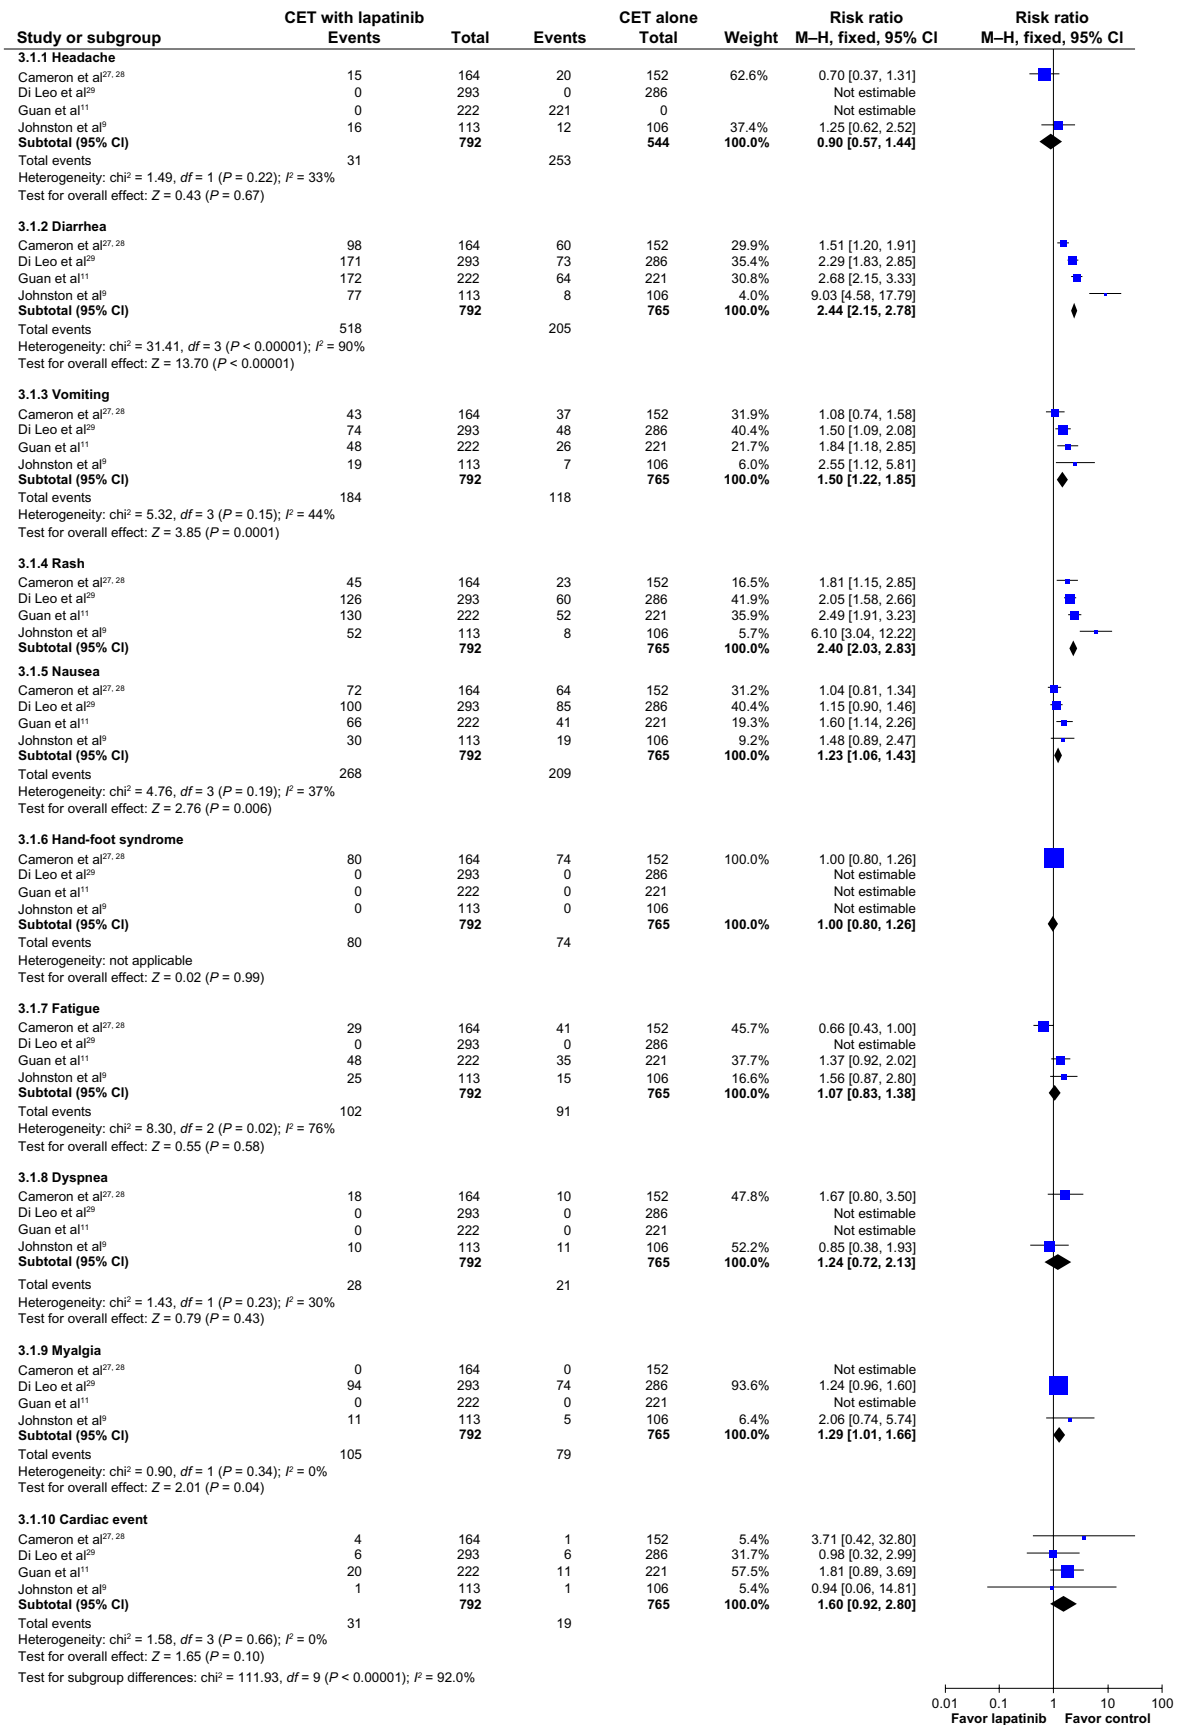 CET with lapatinib CET alone Risk ratio Risk ratio
Study or subgroup Events Total Events Total Weight M–H, fixed, 95% CI M–H, fixed, 95% CI
3.1.1 Headache
Cameron et al27, 28 15 164 20 152 62.6% 0.70 [0.37, 1.31]
Di Leo et al29 0 293 0 286 Not estimable
Guan et al11 0 222 221 0 Not estimable
Johnston et al9 16 113 12 106 37.4% 1.25 [0.62, 2.52]
Subtotal (95% CI) 792 544 100.0% 0.90 [0.57, 1.44]
Total events 31 253
Heterogeneity: chi² = 1.49, df = 1 (P = 0.22); I² = 33%
Test for overall effect: Z = 0.43 (P = 0.67)
3.1.2 Diarrhea
Cameron et al27, 28 98 164 60 152 29.9% 1.51 [1.20, 1.91]
Di Leo et al29 171 293 73 286 35.4% 2.29 [1.83, 2.85]
Guan et al11 172 222 64 221 30.8% 2.68 [2.15, 3.33]
Johnston et al9 77 113 8 106 4.0% 9.03 [4.58, 17.79]
Subtotal (95% CI) 792 765 100.0% 2.44 [2.15, 2.78]
Total events 518 205
Heterogeneity: chi² = 31.41, df = 3 (P < 0.00001); I² = 90%
Test for overall effect: Z = 13.70 (P < 0.00001)
3.1.3 Vomiting
Cameron et al27, 28 43 164 37 152 31.9% 1.08 [0.74, 1.58]
Di Leo et al29 74 293 48 286 40.4% 1.50 [1.09, 2.08]
Guan et al11 48 222 26 221 21.7% 1.84 [1.18, 2.85]
Johnston et al9 19 113 7 106 6.0% 2.55 [1.12, 5.81]
Subtotal (95% CI) 792 765 100.0% 1.50 [1.22, 1.85]
Total events 184 118
Heterogeneity: chi² = 5.32, df = 3 (P = 0.15); I² = 44%
Test for overall effect: Z = 3.85 (P = 0.0001)
3.1.4 Rash
Cameron et al27, 28 45 164 23 152 16.5% 1.81 [1.15, 2.85]
Di Leo et al29 126 293 60 286 41.9% 2.05 [1.58, 2.66]
Guan et al11 130 222 52 221 35.9% 2.49 [1.91, 3.23]
Johnston et al9 52 113 8 106 5.7% 6.10 [3.04, 12.22]
Subtotal (95% CI) 792 765 100.0% 2.40 [2.03, 2.83]
3.1.5 Nausea
Cameron et al27, 28 72 164 64 152 31.2% 1.04 [0.81, 1.34]
Di Leo et al29 100 293 85 286 40.4% 1.15 [0.90, 1.46]
Guan et al11 66 222 41 221 19.3% 1.60 [1.14, 2.26]
Johnston et al9 30 113 19 106 9.2% 1.48 [0.89, 2.47]
Subtotal (95% CI) 792 765 100.0% 1.23 [1.06, 1.43]
Total events 268 209
Heterogeneity: chi² = 4.76, df = 3 (P = 0.19); I² = 37%
Test for overall effect: Z = 2.76 (P = 0.006)
3.1.6 Hand-foot syndrome
Cameron et al27, 28 80 164 74 152 100.0% 1.00 [0.80, 1.26]
Di Leo et al29 0 293 0 286 Not estimable
Guan et al11 0 222 0 221 Not estimable
Johnston et al9 0 113 0 106 Not estimable
Subtotal (95% CI) 792 765 100.0% 1.00 [0.80, 1.26]
Total events 80 74
Heterogeneity: not applicable
Test for overall effect: Z = 0.02 (P = 0.99)
3.1.7 Fatigue
Cameron et al27, 28 29 164 41 152 45.7% 0.66 [0.43, 1.00]
Di Leo et al29 0 293 0 286 Not estimable
Guan et al11 48 222 35 221 37.7% 1.37 [0.92, 2.02]
Johnston et al9 25 113 15 106 16.6% 1.56 [0.87, 2.80]
Subtotal (95% CI) 792 765 100.0% 1.07 [0.83, 1.38]
Total events 102 91
Heterogeneity: chi² = 8.30, df = 2 (P = 0.02); I² = 76%
Test for overall effect: Z = 0.55 (P = 0.58)
3.1.8 Dyspnea
Cameron et al27, 28 18 164 10 152 47.8% 1.67 [0.80, 3.50]
Di Leo et al29 0 293 0 286 Not estimable
Guan et al11 0 222 0 221 Not estimable
Johnston et al9 10 113 11 106 52.2% 0.85 [0.38, 1.93]
Subtotal (95% CI) 792 765 100.0% 1.24 [0.72, 2.13]
Total events 28 21
Heterogeneity: chi² = 1.43, df = 1 (P = 0.23); I² = 30%
Test for overall effect: Z = 0.79 (P = 0.43)
3.1.9 Myalgia
Cameron et al27, 28 0 164 0 152 Not estimable
Di Leo et al29 94 293 74 286 93.6% 1.24 [0.96, 1.60]
Guan et al11 0 222 0 221 Not estimable
Johnston et al9 11 113 5 106 6.4% 2.06 [0.74, 5.74]
Subtotal (95% CI) 792 765 100.0% 1.29 [1.01, 1.66]
Total events 105 79
Heterogeneity: chi² = 0.90, df = 1 (P = 0.34); I² = 0%
Test for overall effect: Z = 2.01 (P = 0.04)
3.1.10 Cardiac event
Cameron et al27, 28 4 164 1 152 5.4% 3.71 [0.42, 32.80]
Di Leo et al29 6 293 6 286 31.7% 0.98 [0.32, 2.99]
Guan et al11 20 222 11 221 57.5% 1.81 [0.89, 3.69]
Johnston et al9 1 113 1 106 5.4% 0.94 [0.06, 14.81]
Subtotal (95% CI) 792 765 100.0% 1.60 [0.92, 2.80]
Total events 31 19
Heterogeneity: chi² = 1.58, df = 3 (P = 0.66); I² = 0%
Test for overall effect: Z = 1.65 (P = 0.10)
Test for subgroup differences: chi² = 111.93, df = 9 (P < 0.00001); I² = 92.0%
0.01 0.1 1 10 100
Favor lapatinib Favor control